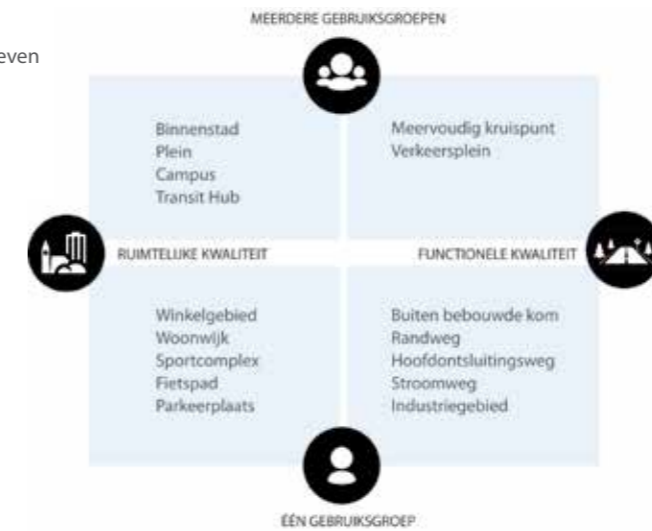 MEERDERE GEBRUIKSGROEPEN
even
Binnenstad
Plein
Campus
Transit Hub
Meervoudig kruispunt
Verkeersplein
RUIMTELIJKE KWALITEIT
FUNCTIONELE KWALITEIT
Winkelgebied
Woonwijk
Sportcomplex
Fietspad
Parkeerplaats
Buiten bebouwde kom
Randweg
Hoofdontsluitingsweg
Stroomweg
Industriegebied
ÉÉN GEBRUIKSGROEP